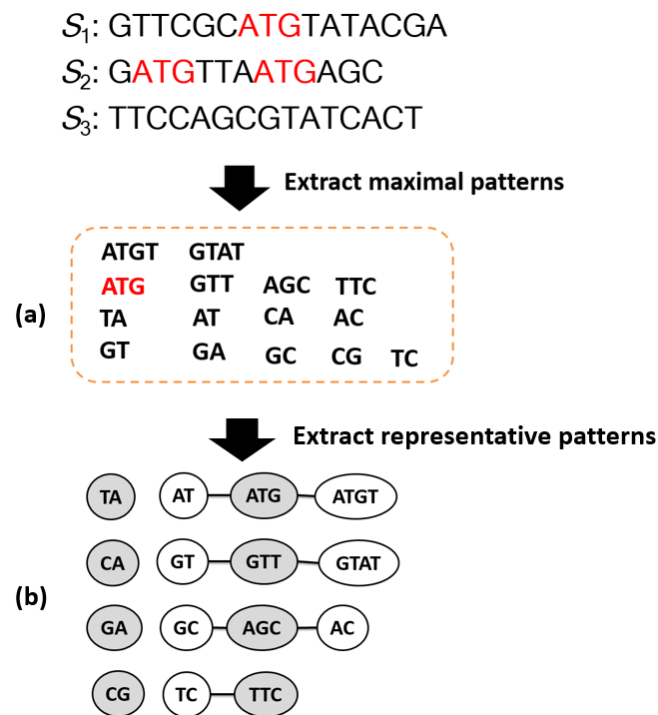 S1: GTTCGCATGTATACGA
S2: GATGTTAATGAGC
S3: TTCCAGCGTATCACT
Extract maximal patterns
ATGT GTAT
ATG GTT AGC TTC
(a)
TA AT CA AC
GT GA GC CG TC
Extract representative patterns
TA AT ATG ATGT
CA GT GTT GTAT
(b)
GA GC AGC AC
CG TC TTC